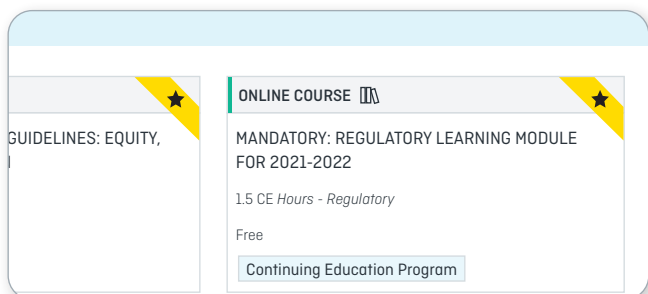 GUIDELINES: EQUITY,
ONLINE COURSE
MANDATORY: REGULATORY LEARNING MODULE
FOR 2021-2022
1.5 CE Hours - Regulatory
Free
Continuing Education Program